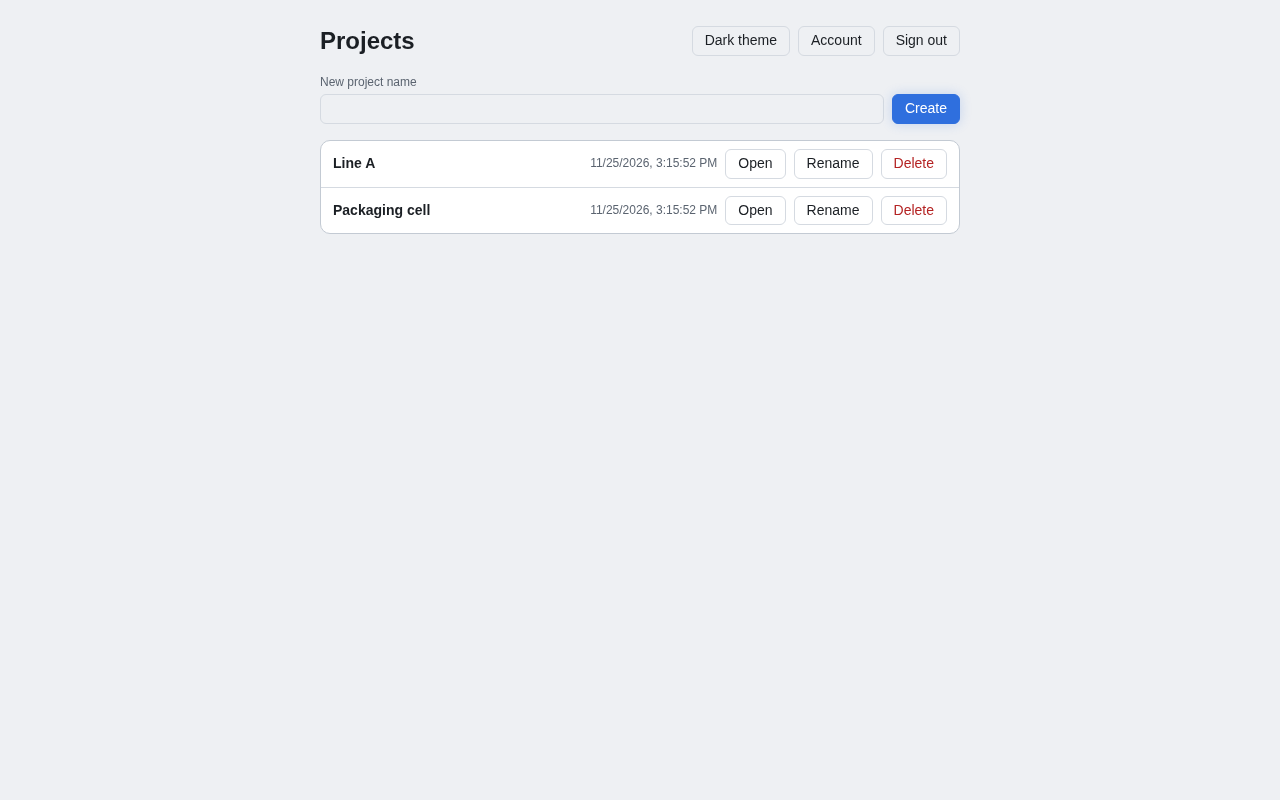 Projects
Dark theme
Account
Sign out
New project name
Create
Line A
11/25/2026, 3:15:52 PM
Open
Rename
Delete
Packaging cell
11/25/2026, 3:15:52 PM
Open
Rename
Delete